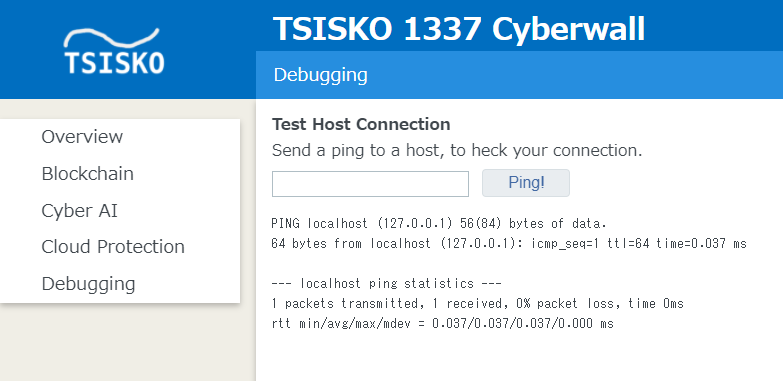 TSISKO
TSISKO 1337 Cyberwall
Debugging
Overview
Blockchain
Cyber AI
Cloud Protection
Debugging
Test Host Connection
Send a ping to a host, to heck your connection.
Ping!
PING localhost (127.0.0.1) 56(84) bytes of data.
64 bytes from localhost (127.0.0.1): icmp_seq=1 ttl=64 time=0.037 ms
--- localhost ping statistics ---
1 packets transmitted, 1 received, 0% packet loss, time 0ms
rtt min/avg/max/mdev = 0.037/0.037/0.037/0.000 ms